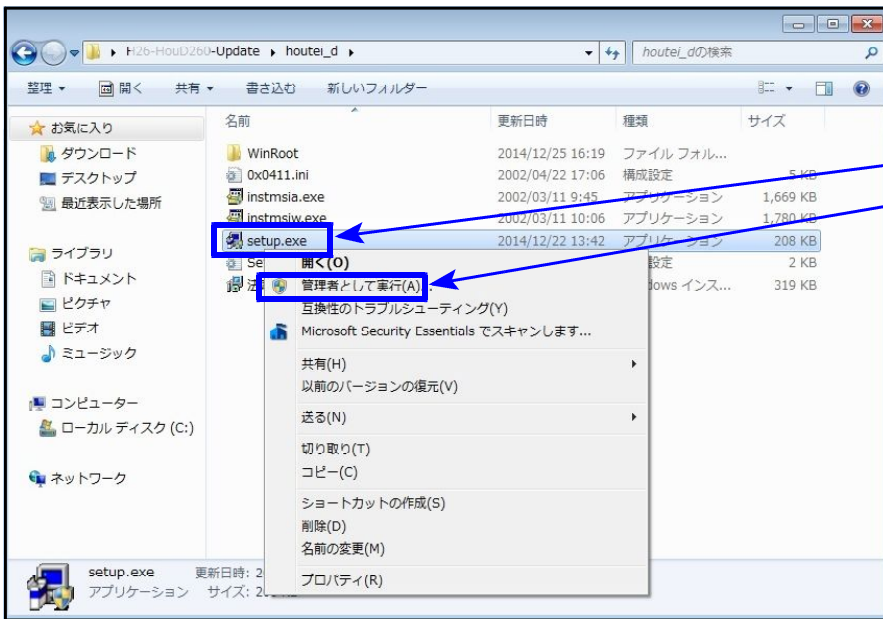 H26-HouD260-Update ▸ houtei_d ▸
houtei_dの検索
整理 開く 共有 書き込む 新しいフォルダー
お気に入り
ダウンロード
デスクトップ
最近表示した場所
ライブラリ
ドキュメント
ピクチャ
ビデオ
ミュージック
コンピューター
ローカル ディスク (C:)
ネットワーク
名前 更新日時 種類 サイズ
WinRoot 2014/12/25 16:19 ファイル フォル...
0x0411.ini 2002/04/22 17:06 構成設定 5 KB
instmsia.exe 2002/03/11 9:45 アプリケーション 1,669 KB
instmsiw.exe 2002/03/11 10:06 アプリケーション 1,780 KB
setup.exe 2014/12/22 13:42 アプリケーション 208 KB
Se 設定 2 KB
法 dows インス... 319 KB
開く(O)
管理者として実行(A)...
互換性のトラブルシューティング(Y)
Microsoft Security Essentials でスキャンします...
共有(H)
以前のバージョンの復元(V)
送る(N)
切り取り(T)
コピー(C)
ショートカットの作成(S)
削除(D)
名前の変更(M)
プロパティ(R)
setup.exe 更新日時: 2
アプリケーション サイズ: 2